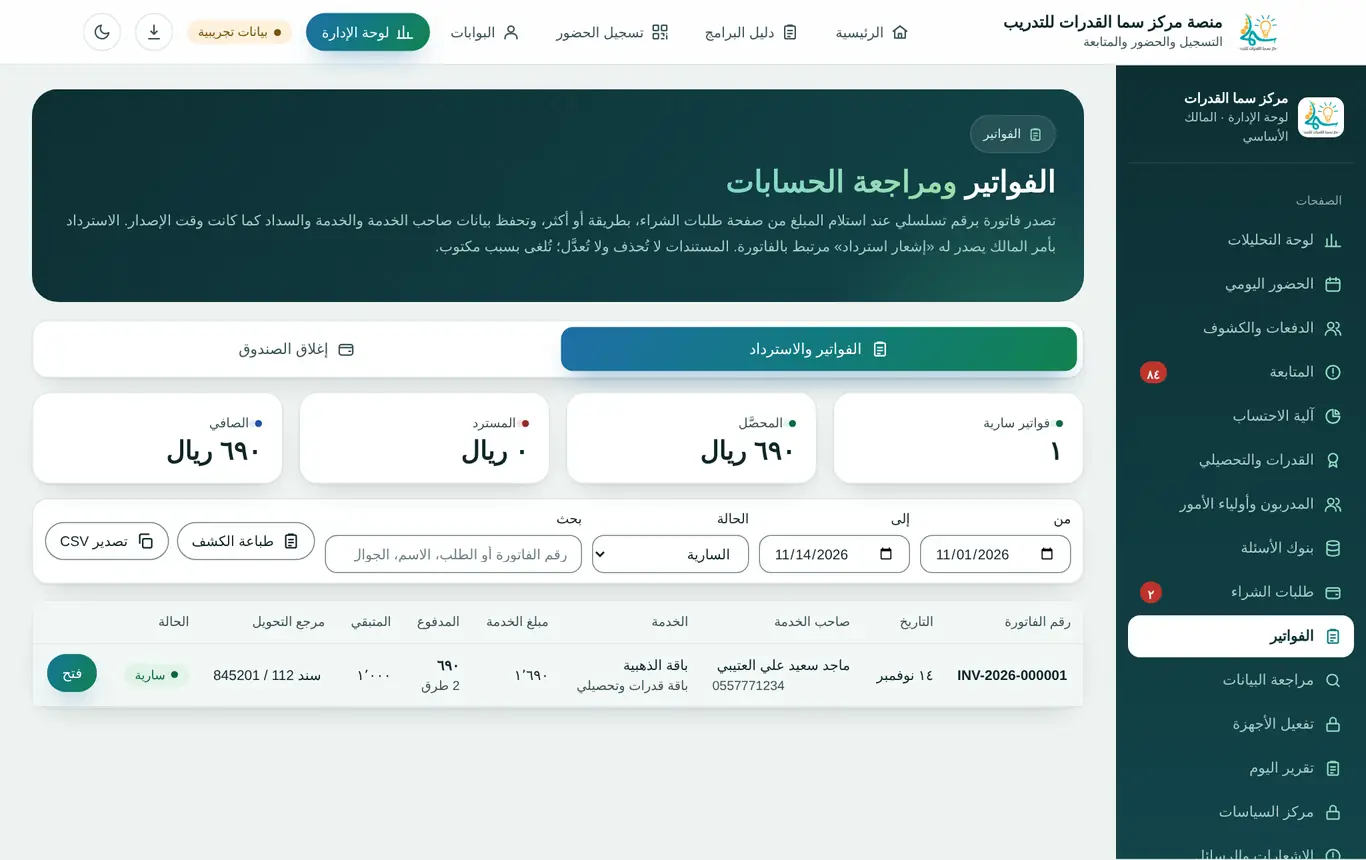 منصة مركز سما القدرات للتدريب
التسجيل والحضور والمتابعة
الرئيسية
دليل البرامج
تسجيل الحضور
البوابات
لوحة الإدارة
بيانات تجريبية
مركز سما القدرات
لوحة الإدارة · المالك
الأساسي
الصفحات
لوحة التحليلات
الحضور اليومي
الدفعات والكشوف
المتابعة
٨٤
آلية الاحتساب
القدرات والتحصيلي
المدربون وأولياء الأمور
بنوك الأسئلة
طلبات الشراء
٢
الفواتير
مراجعة البيانات
تفعيل الأجهزة
تقرير اليوم
مركز السياسات
الإشعارات والرسائل
الفواتير
الفواتير ومراجعة الحسابات
تصدر فاتورة برقم تسلسلي عند استلام المبلغ من صفحة طلبات الشراء، بطريقة أو أكثر، وتحفظ بيانات صاحب الخدمة والخدمة والسداد كما كانت وقت الإصدار. الاسترداد
بأمر المالك يصدر له «إشعار استرداد» مرتبط بالفاتورة. المستندات لا تُحذف ولا تُعدَّل؛ تُلغى بسبب مكتوب.
الفواتير والاسترداد
إغلاق الصندوق
فواتير سارية
١
المحصَّل
٦٩٠ ريال
المسترد
٠ ريال
الصافي
٦٩٠ ريال
من
11/01/2026
إلى
11/14/2026
الحالة
السارية
بحث
رقم الفاتورة أو الطلب، الاسم، الجوال
طباعة الكشف
تصدير CSV
رقم الفاتورة التاريخ صاحب الخدمة الخدمة مبلغ الخدمة المدفوع المتبقي مرجع التحويل الحالة
INV-2026-000001
١٤ نوفمبر
ماجد سعيد علي العتيبي
0557771234
باقة الذهبية
باقة قدرات وتحصيلي
١٬٦٩٠
٦٩٠
2 طرق
١٬٠٠٠
سند 112 / 845201
سارية
فتح